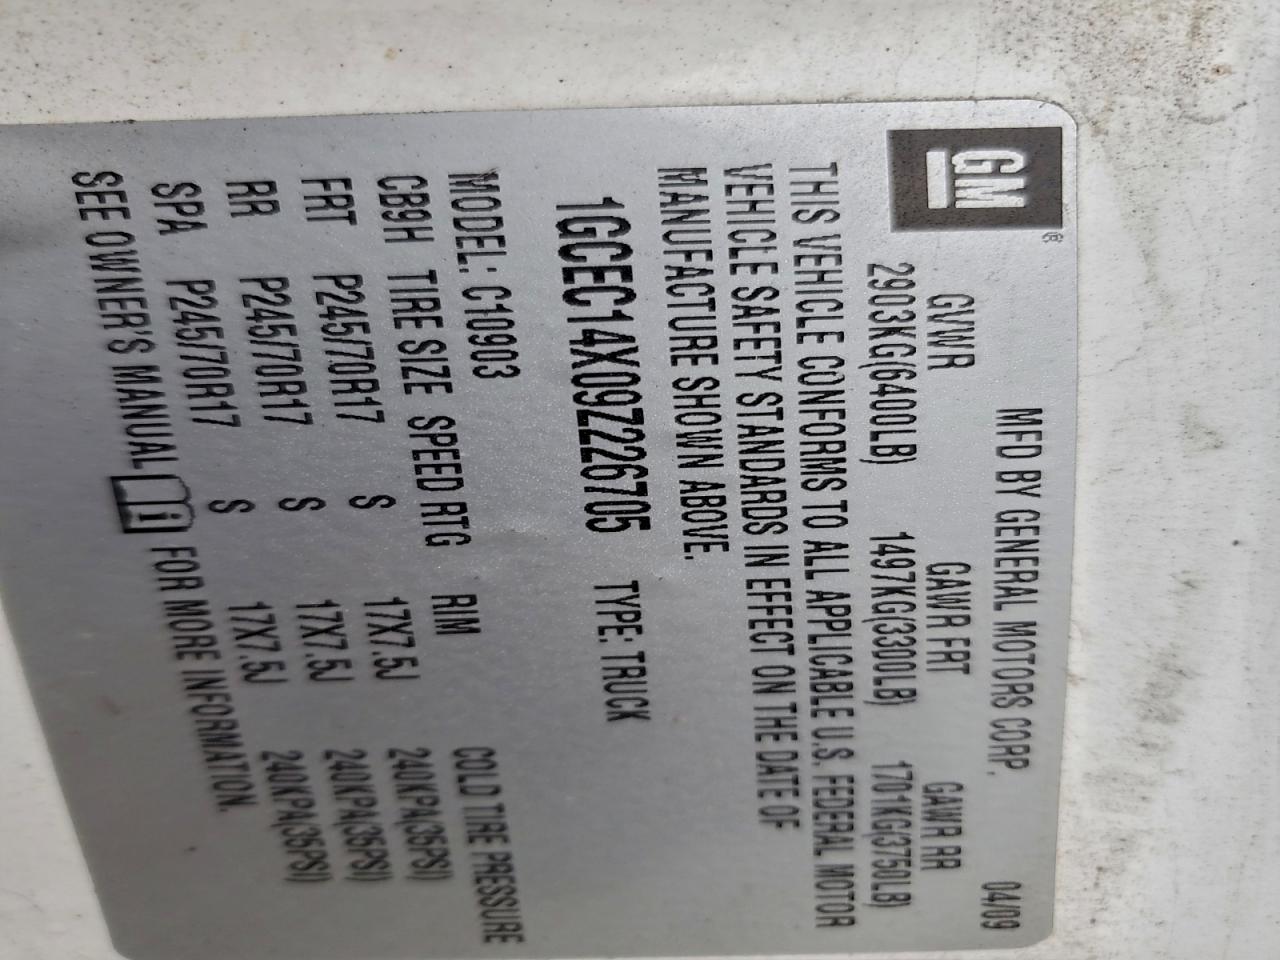 GM®
MFD BY GENERAL MOTORS CORP. 04/09
GVWR GAWR FRT GAWR RR
2903KG(6400LB) 1497KG(3300LB) 1701KG(3750LB)
THIS VEHICLE CONFORMS TO ALL APPLICABLE U.S. FEDERAL MOTOR
VEHICLE SAFETY STANDARDS IN EFFECT ON THE DATE OF
MANUFACTURE SHOWN ABOVE.
1GCEC14X09Z226705 TYPE: TRUCK
MODEL: C10903
CB9H TIRE SIZE SPEED RTG RIM COLD TIRE PRESSURE
FRT P245/70R17 S 17X7.5J 240KPA(35PSI)
RR P245/70R17 S 17X7.5J 240KPA(35PSI)
SPA P245/70R17 S 17X7.5J 240KPA(35PSI)
SEE OWNER'S MANUAL i FOR MORE INFORMATION.